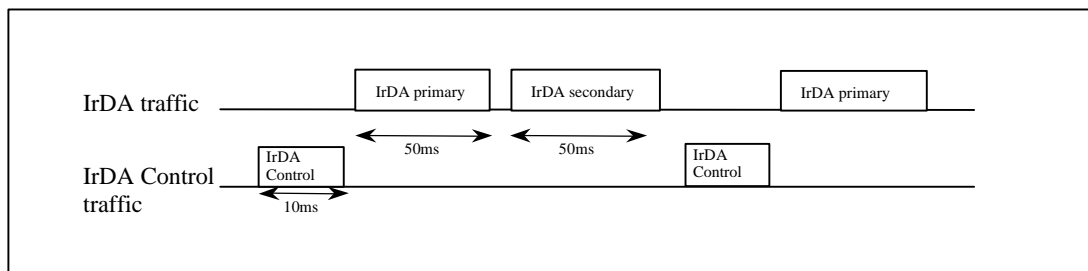 IrDA primary
IrDA secondary
IrDA primary
IrDA traffic
50ms
50ms
IrDA
Control
IrDA
Control
IrDA Control
traffic
10ms